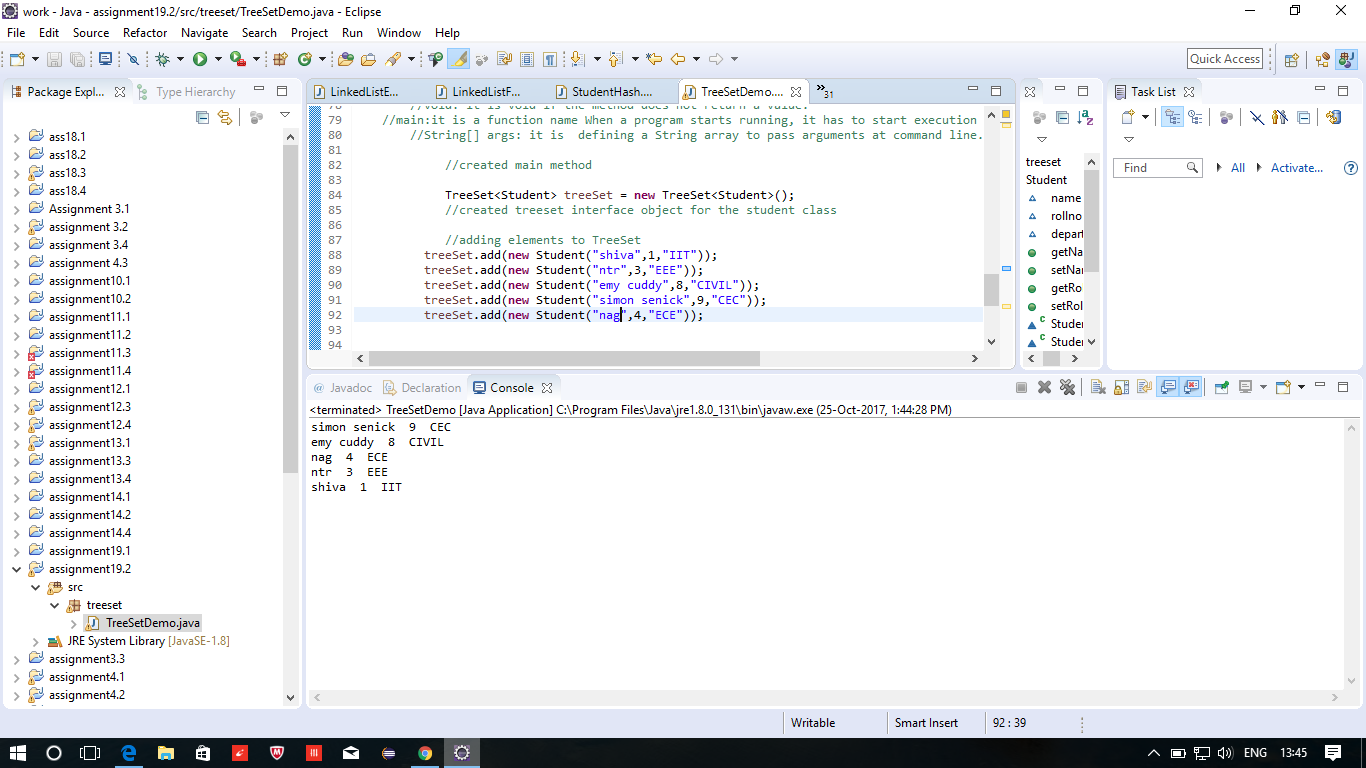 work - Java - assignment19.2/src/treeset/TreeSetDemo.java - Eclipse
File Edit Source Refactor Navigate Search Project Run Window Help
Quick Access
Package Expl... Type Hierarchy
ass18.1
ass18.2
ass18.3
ass18.4
Assignment 3.1
assignment 3.2
assignment 3.4
assignment 4.3
assignment10.1
assignment10.2
assignment11.1
assignment11.2
assignment11.3
assignment11.4
assignment12.1
assignment12.3
assignment12.4
assignment13.1
assignment13.3
assignment13.4
assignment14.1
assignment14.2
assignment14.4
assignment19.1
assignment19.2
src
treeset
TreeSetDemo.java
JRE System Library [JavaSE-1.8]
assignment3.3
assignment4.1
assignment4.2
LinkedListE... LinkedListF... StudentHash.... TreeSetDemo.... »31
78 //void: it is void if the method does not return a value.
79 //main:it is a function name When a program starts running, it has to start execution
80 //String[] args: it is  defining a String array to pass arguments at command line.
81
82 //created main method
83
84 TreeSet<Student> treeSet = new TreeSet<Student>();
85 //created treeset interface object for the student class
86
87 //adding elements to TreeSet
88 treeSet.add(new Student("shiva",1,"IIT"));
89 treeSet.add(new Student("ntr",3,"EEE"));
90 treeSet.add(new Student("emy cuddy",8,"CIVIL"));
91 treeSet.add(new Student("simon senick",9,"CEC"));
92 treeSet.add(new Student("nag",4,"ECE"));
93
94
treeset
Student
name
rollno
depart
getNa
setNar
getRo
setRol
Studer
Studer
Task List
Find All Activate...
@ Javadoc Declaration Console
<terminated> TreeSetDemo [Java Application] C:\Program Files\Java\jre1.8.0_131\bin\javaw.exe (25-Oct-2017, 1:44:28 PM)
simon senick  9  CEC
emy cuddy  8  CIVIL
nag  4  ECE
ntr  3  EEE
shiva  1  IIT
Writable Smart Insert 92 : 39
ENG 13:45